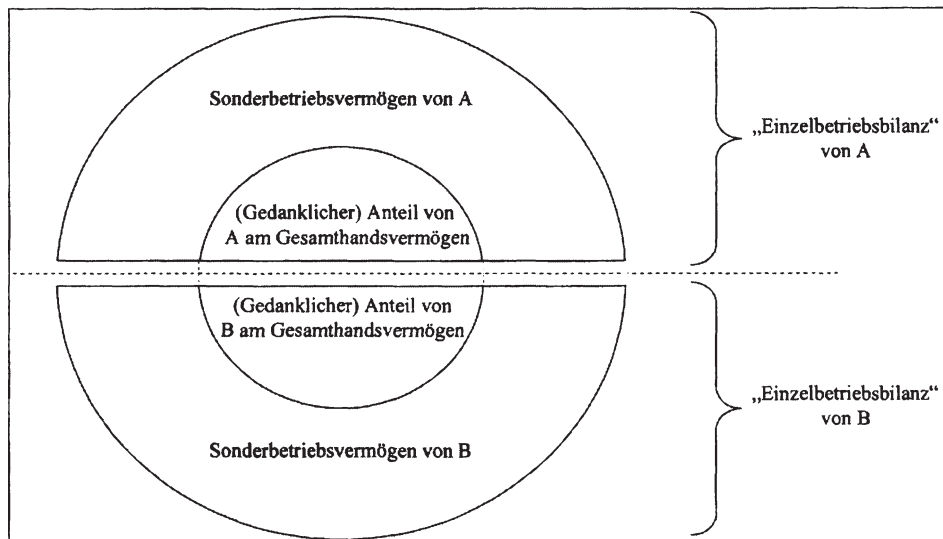 Sonderbetriebsvermögen von A
„Einzelbetriebsbilanz“
von A
(Gedanklicher) Anteil von
A am Gesamthandsvermögen
(Gedanklicher) Anteil von
B am Gesamthandsvermögen
„Einzelbetriebsbilanz“
von B
Sonderbetriebsvermögen von B